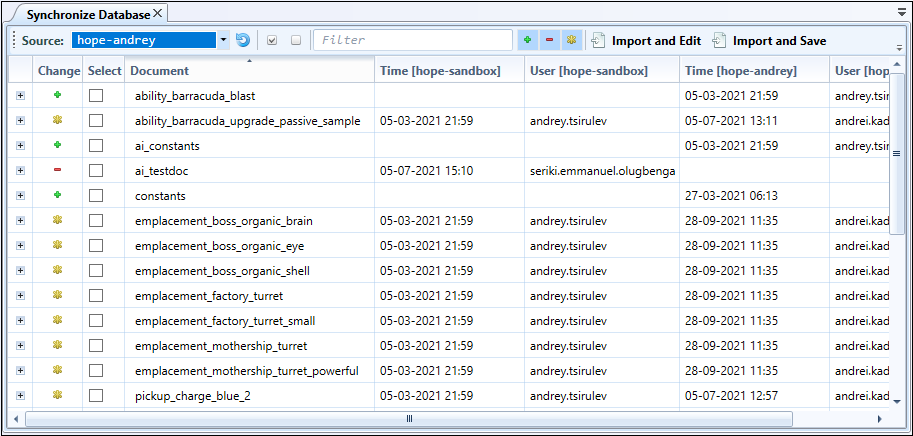 Synchronize Database
Source: hope-andrey Filter Import and Edit Import and Save
Change Select Document Time [hope-sandbox] User [hope-sandbox] Time [hope-andrey] User [hop
ability_barracuda_blast 05-03-2021 21:59 andrey.tsir
ability_barracuda_upgrade_passive_sample 05-03-2021 21:59 andrey.tsirulev 05-07-2021 13:11 andrei.kad
ai_constants 05-03-2021 21:59 andrey.tsir
ai_testdoc 05-07-2021 15:10 seriki.emmanuel.olugbenga
constants 27-03-2021 06:13
emplacement_boss_organic_brain 05-03-2021 21:59 andrey.tsirulev 28-09-2021 11:35 andrei.kad
emplacement_boss_organic_eye 05-03-2021 21:59 andrey.tsirulev 28-09-2021 11:35 andrei.kad
emplacement_boss_organic_shell 05-03-2021 21:59 andrey.tsirulev 28-09-2021 11:35 andrei.kad
emplacement_factory_turret 05-03-2021 21:59 andrey.tsirulev 28-09-2021 11:35 andrei.kad
emplacement_factory_turret_small 05-03-2021 21:59 andrey.tsirulev 28-09-2021 11:35 andrei.kad
emplacement_mothership_turret 05-03-2021 21:59 andrey.tsirulev 28-09-2021 11:35 andrei.kad
emplacement_mothership_turret_powerful 05-03-2021 21:59 andrey.tsirulev 28-09-2021 11:35 andrei.kad
pickup_charge_blue_2 05-03-2021 21:59 andrey.tsirulev 05-07-2021 12:57 andrei.kad